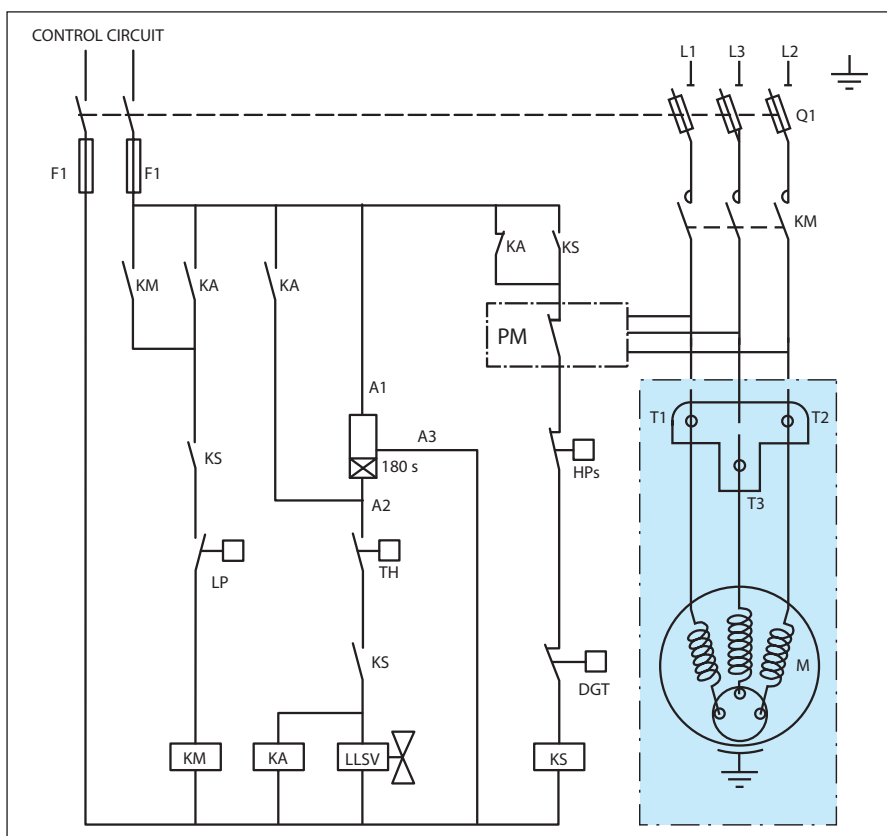 CONTROL CIRCUIT
L1 L3 L2
Q1
F1 F1
KM
KA KS
KM KA KA
PM
A1
T1 T2
A3
KS
180 s
HPs
A2
T3
LP
TH
KS
M
DGT
KM KA LLSV KS